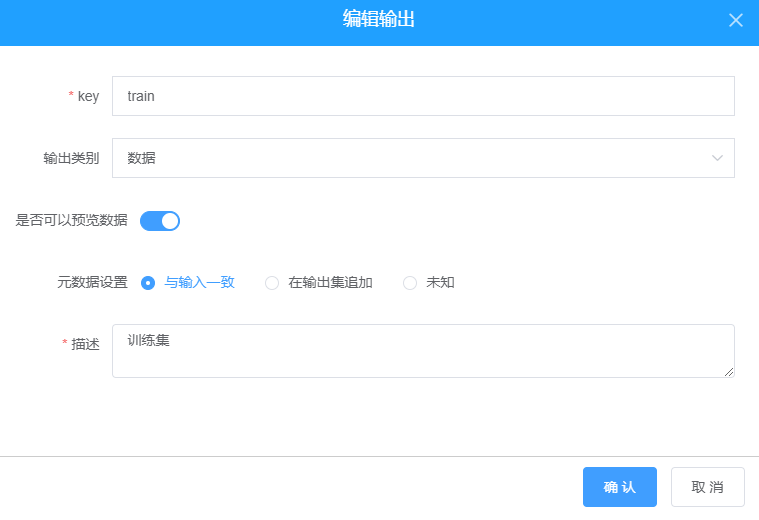 编辑输出
* key
train
输出类别
数据
是否可以预览数据
元数据设置
与输入一致
在输出集追加
未知
* 描述
训练集
确认
取消